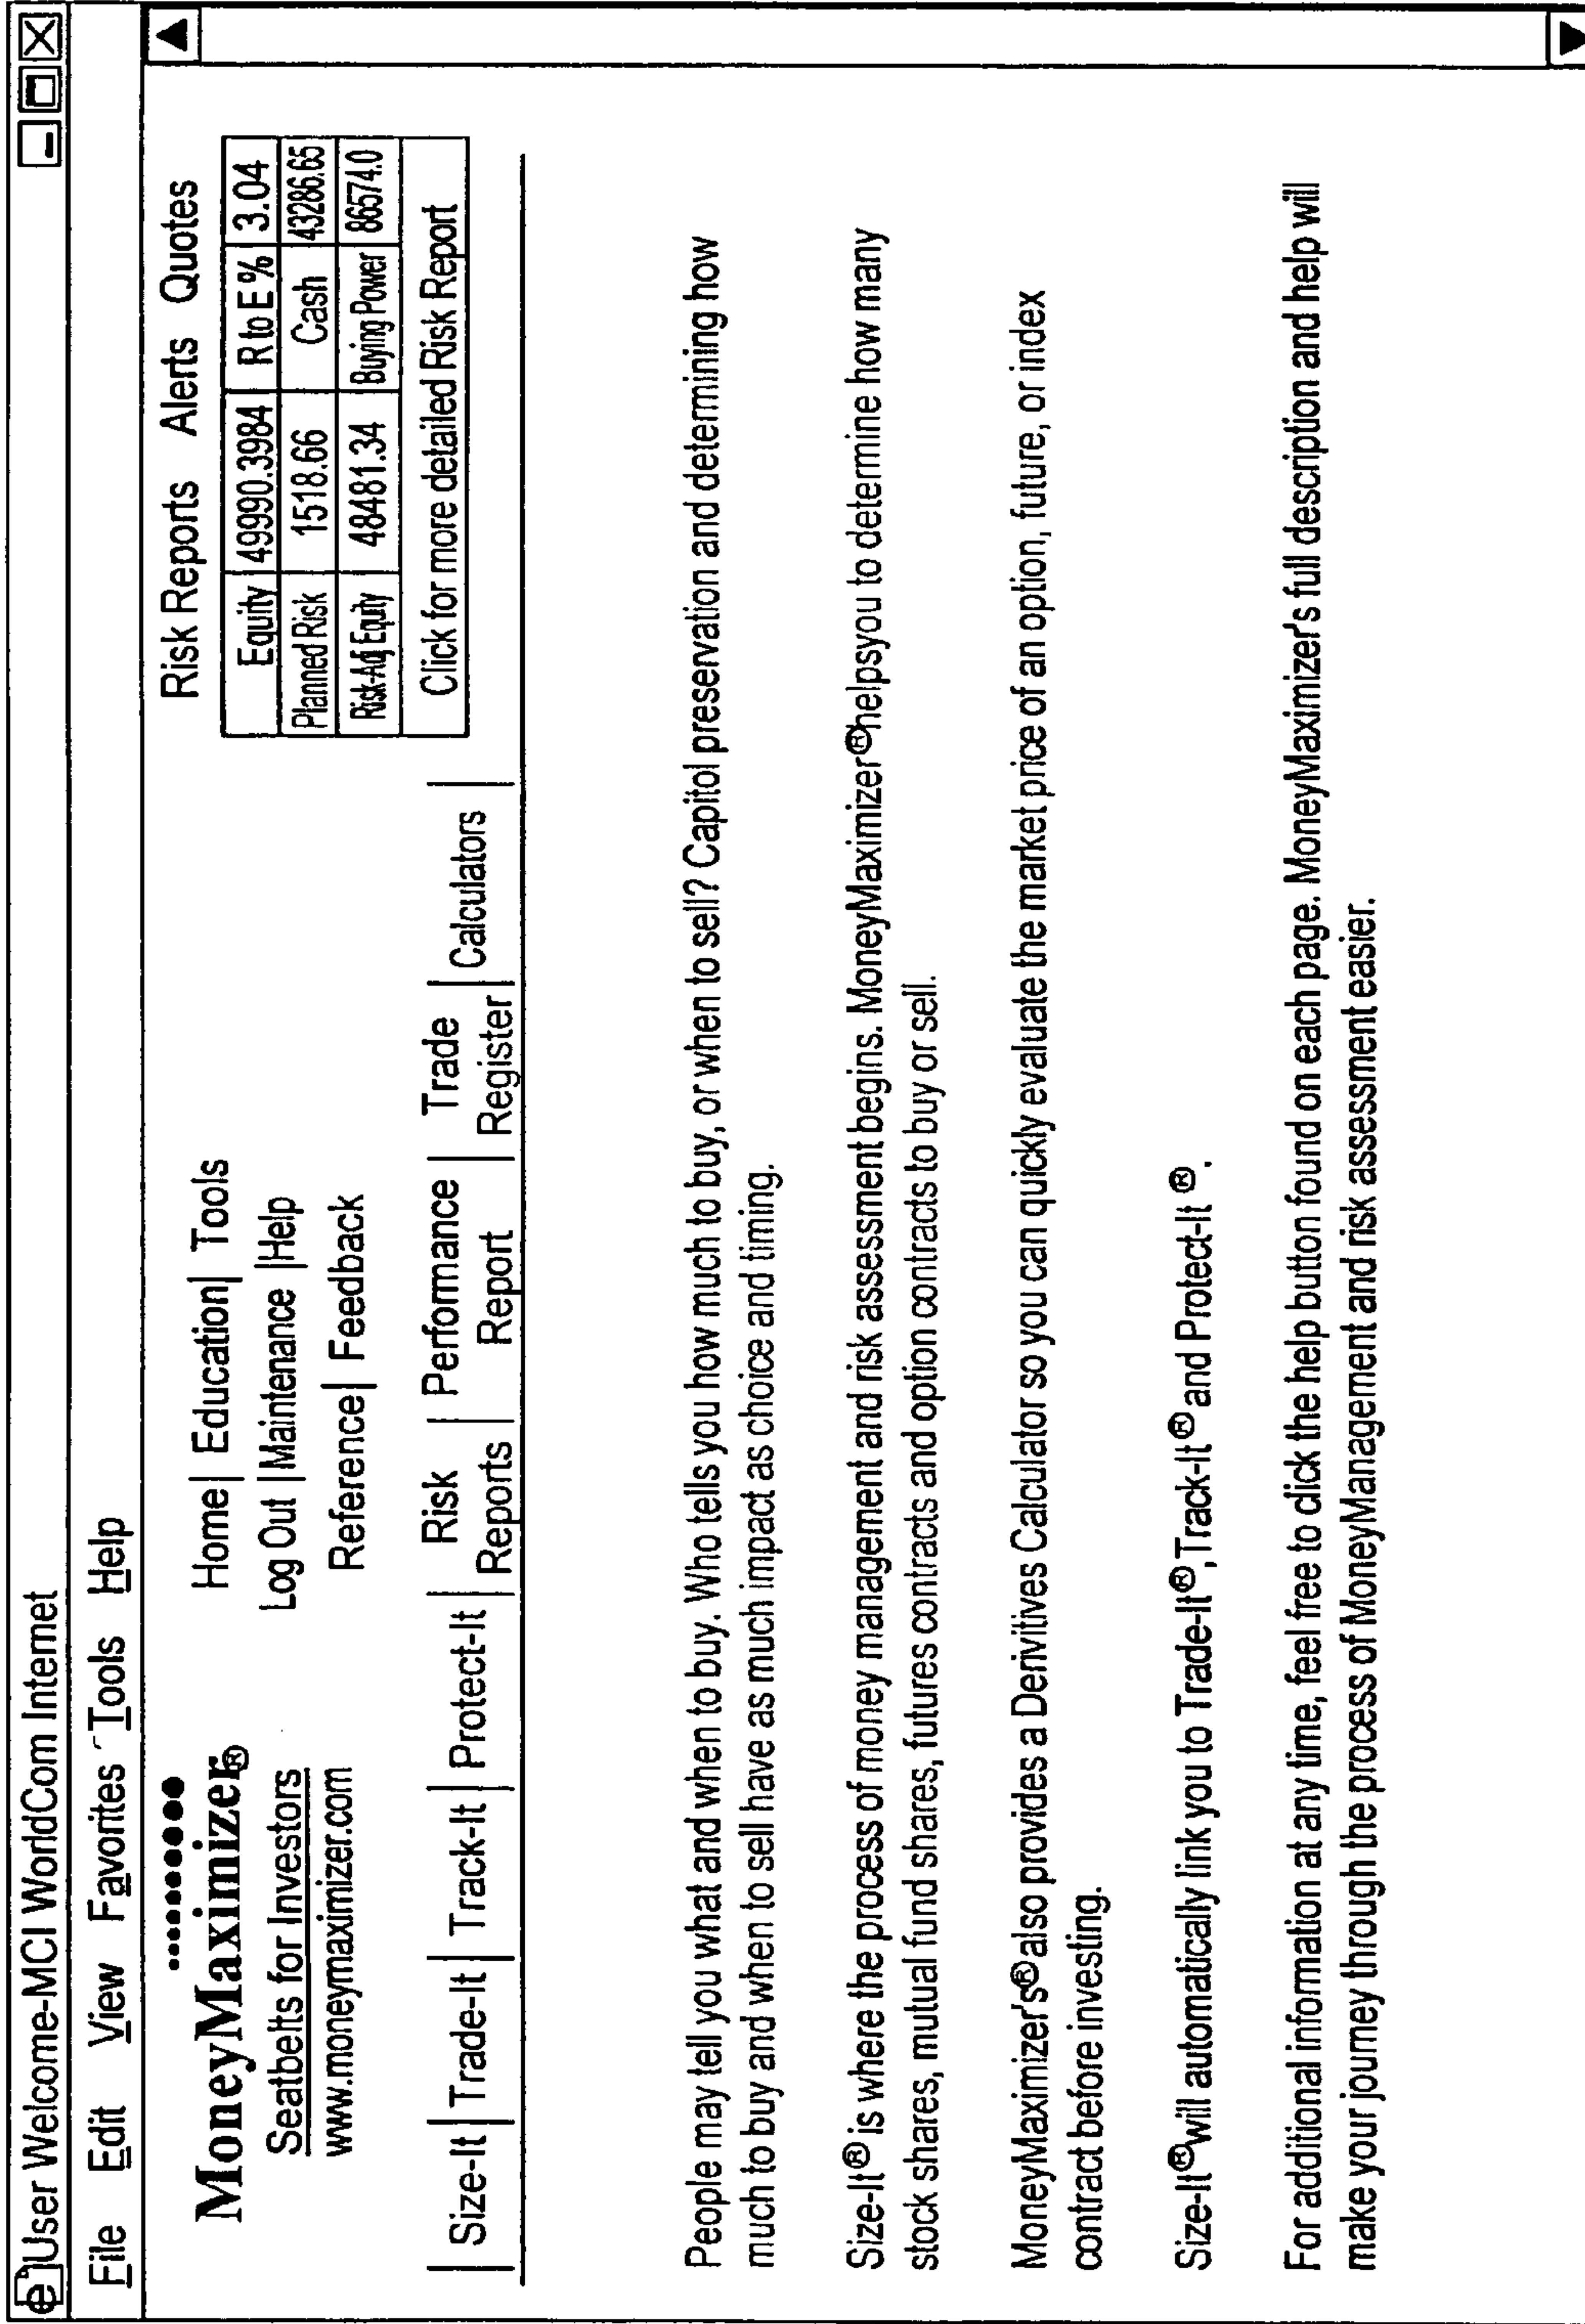 User Welcome-MCI WorldCom Internet
File Edit View Favorites Tools Help
MoneyMaximizer®
Seatbelts for Investors
www.moneymaximizer.com
Home | Education | Tools
Log Out | Maintenance | Help
Reference | Feedback
Risk Reports Alerts Quotes
Equity 49990.3984 R to E % 3.04
Planned Risk 1518.66 Cash 43286.65
Risk-Adj Equity 48481.34 Buying Power 86574.0
Click for more detailed Risk Report
| Size-It | Trade-It | Track-It | Protect-It | Risk Reports | Performance Report | Trade Register | Calculators |
People may tell you what and when to buy. Who tells you how much to buy, or when to sell? Capitol preservation and determining how
much to buy and when to sell have as much impact as choice and timing.
Size-It® is where the process of money management and risk assessment begins. MoneyMaximizer®helpsyou to determine how many
stock shares, mutual fund shares, futures contracts and option contracts to buy or sell.
MoneyMaximizer's®also provides a Derivitives Calculator so you can quickly evaluate the market price of an option, future, or index
contract before investing.
Size-It®will automatically link you to Trade-It®,Track-It® and Protect-It ®.
For additional information at any time, feel free to click the help button found on each page. MoneyMaximizer's full description and help will
make your journey through the process of MoneyManagement and risk assessment easier.